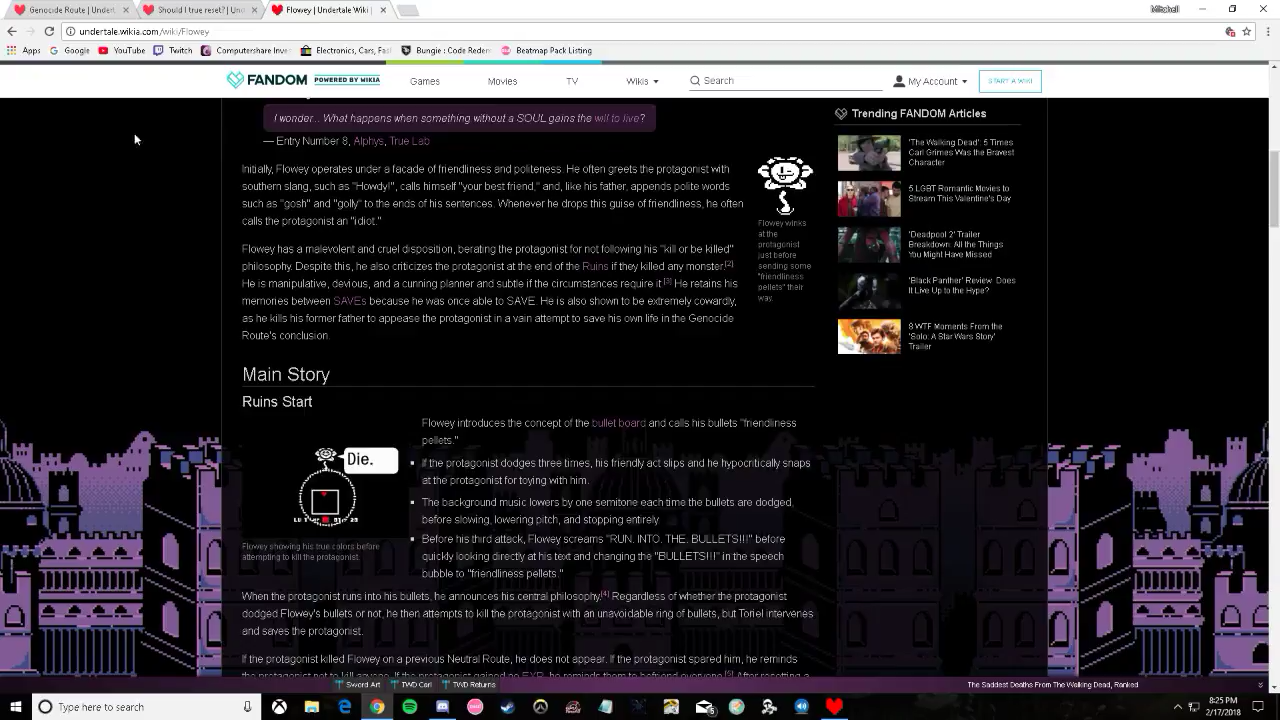 Genocide Route | Undert
Should I true reset? | Und
Flowey | Undertale Wiki |
Mitchell
undertale.wikia.com/wiki/Flowey
Apps
Google
YouTube
Twitch
Computershare Inves
Electronics, Cars, Fas
Bungie : Code Redem
Beatmap Pack Listing
FANDOM POWERED BY WIKIA
Games
Movies
TV
Wikis
Search
My Account
START A WIKI
I wonder... What happens when something without a SOUL gains the will to live?
— Entry Number 8, Alphys, True Lab
Initially, Flowey operates under a facade of friendliness and politeness. He often greets the protagonist with
southern slang, such as "Howdy!", calls himself "your best friend," and, like his father, appends polite words
such as "gosh" and "golly" to the ends of his sentences. Whenever he drops this guise of friendliness, he often
calls the protagonist an "idiot."
Flowey winks
at the
protagonist
just before
sending some
"friendliness
pellets" their
way.
Flowey has a malevolent and cruel disposition, berating the protagonist for not following his "kill or be killed"
philosophy. Despite this, he also criticizes the protagonist at the end of the Ruins if they killed any monster.[2]
He is manipulative, devious, and a cunning planner and subtle if the circumstances require it.[3] He retains his
memories between SAVEs because he was once able to SAVE. He is also shown to be extremely cowardly,
as he kills his former father to appease the protagonist in a vain attempt to save his own life in the Genocide
Route's conclusion.
Main Story
Ruins Start
Die.
LV 1
Flowey showing his true colors before
attempting to kill the protagonist.
Flowey introduces the concept of the bullet board and calls his bullets "friendliness
pellets."
If the protagonist dodges three times, his friendly act slips and he hypocritically snaps
at the protagonist for toying with him.
The background music lowers by one semitone each time the bullets are dodged,
before slowing, lowering pitch, and stopping entirely.
Before his third attack, Flowey screams "RUN. INTO. THE. BULLETS!!!" before
quickly looking directly at his text and changing the "BULLETS!!!" in the speech
bubble to "friendliness pellets."
When the protagonist runs into his bullets, he announces his central philosophy.[4] Regardless of whether the protagonist
dodged Flowey's bullets or not, he then attempts to kill the protagonist with an unavoidable ring of bullets, but Toriel intervenes
and saves the protagonist.
If the protagonist killed Flowey on a previous Neutral Route, he does not appear. If the protagonist spared him, he reminds
Trending FANDOM Articles
'The Walking Dead': 5 Times
Carl Grimes Was the Bravest
Character
5 LGBT Romantic Movies to
Stream This Valentine's Day
'Deadpool 2' Trailer
Breakdown: All the Things
You Might Have Missed
'Black Panther' Review: Does
It Live Up to the Hype?
8 WTF Moments From the
'Solo: A Star Wars Story'
Trailer
Sword Art
TWD Carl
TWD Returns
The Saddest Deaths From The Walking Dead, Ranked
Type here to search
8:25 PM
2/17/2018